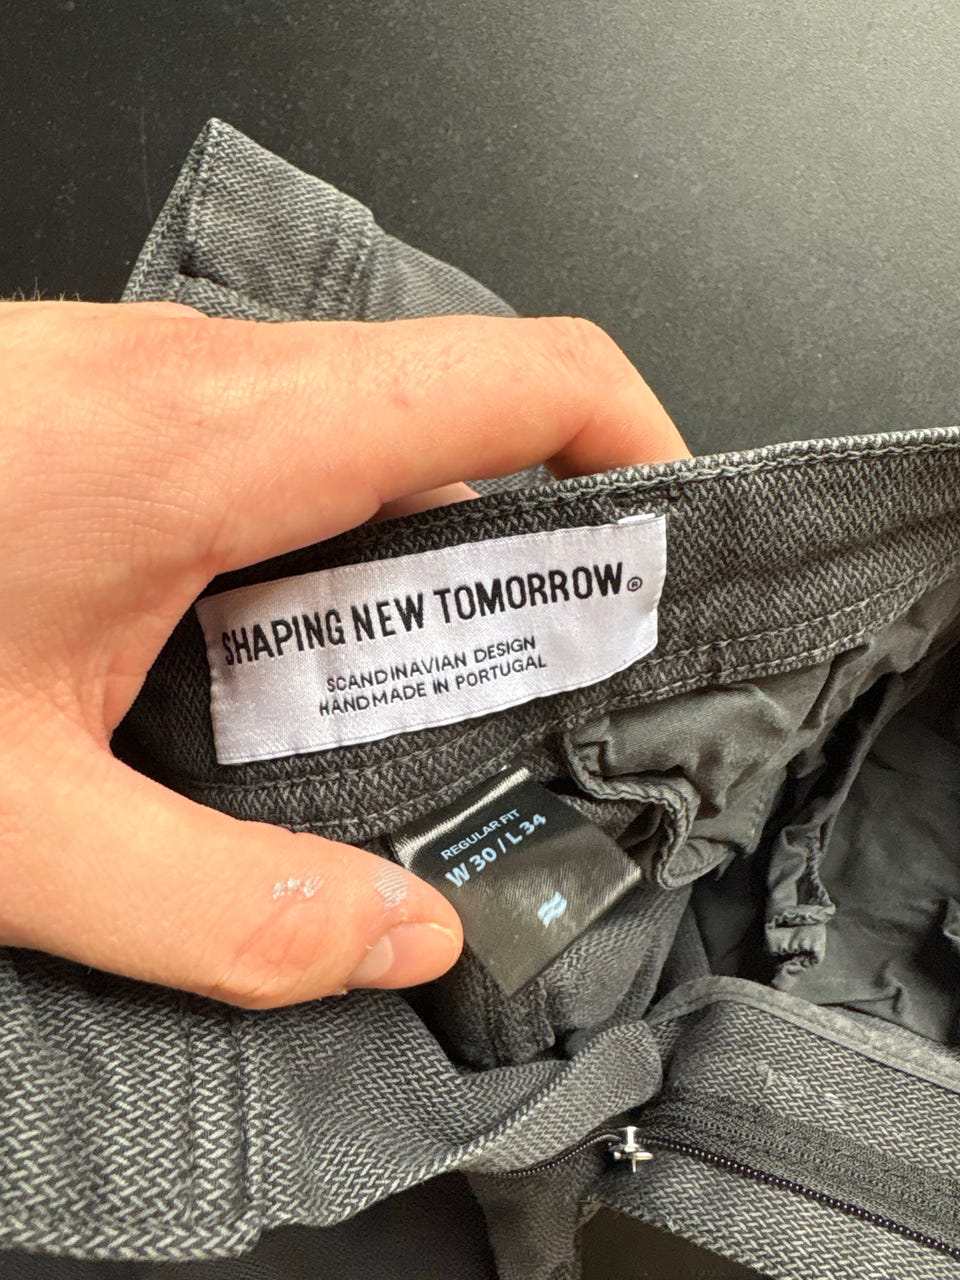 SHAPING NEW TOMORROW®
SCANDINAVIAN DESIGN
HANDMADE IN PORTUGAL
REGULAR FIT
W 30 / L 34